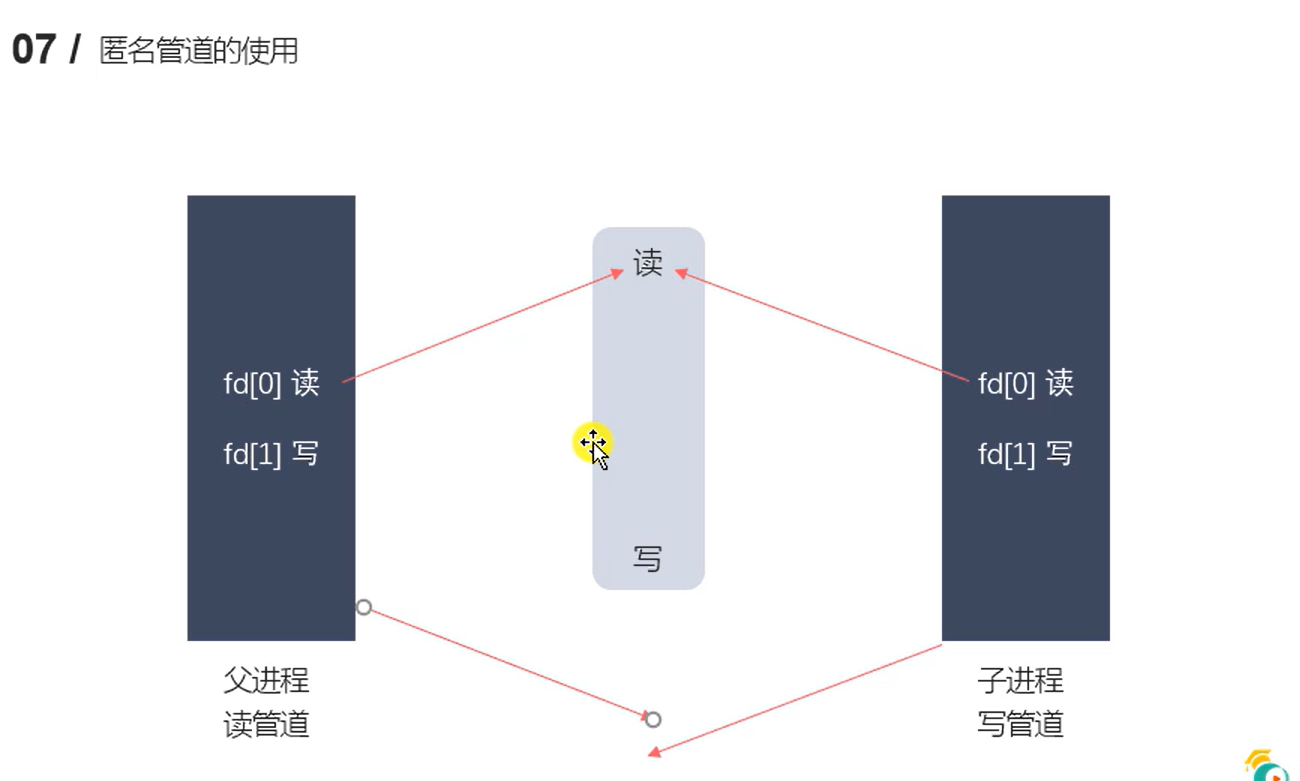 07 / 匿名管道的使用
读
fd[0] 读
fd[1] 写
fd[0] 读
fd[1] 写
写
父进程
读管道
子进程
写管道